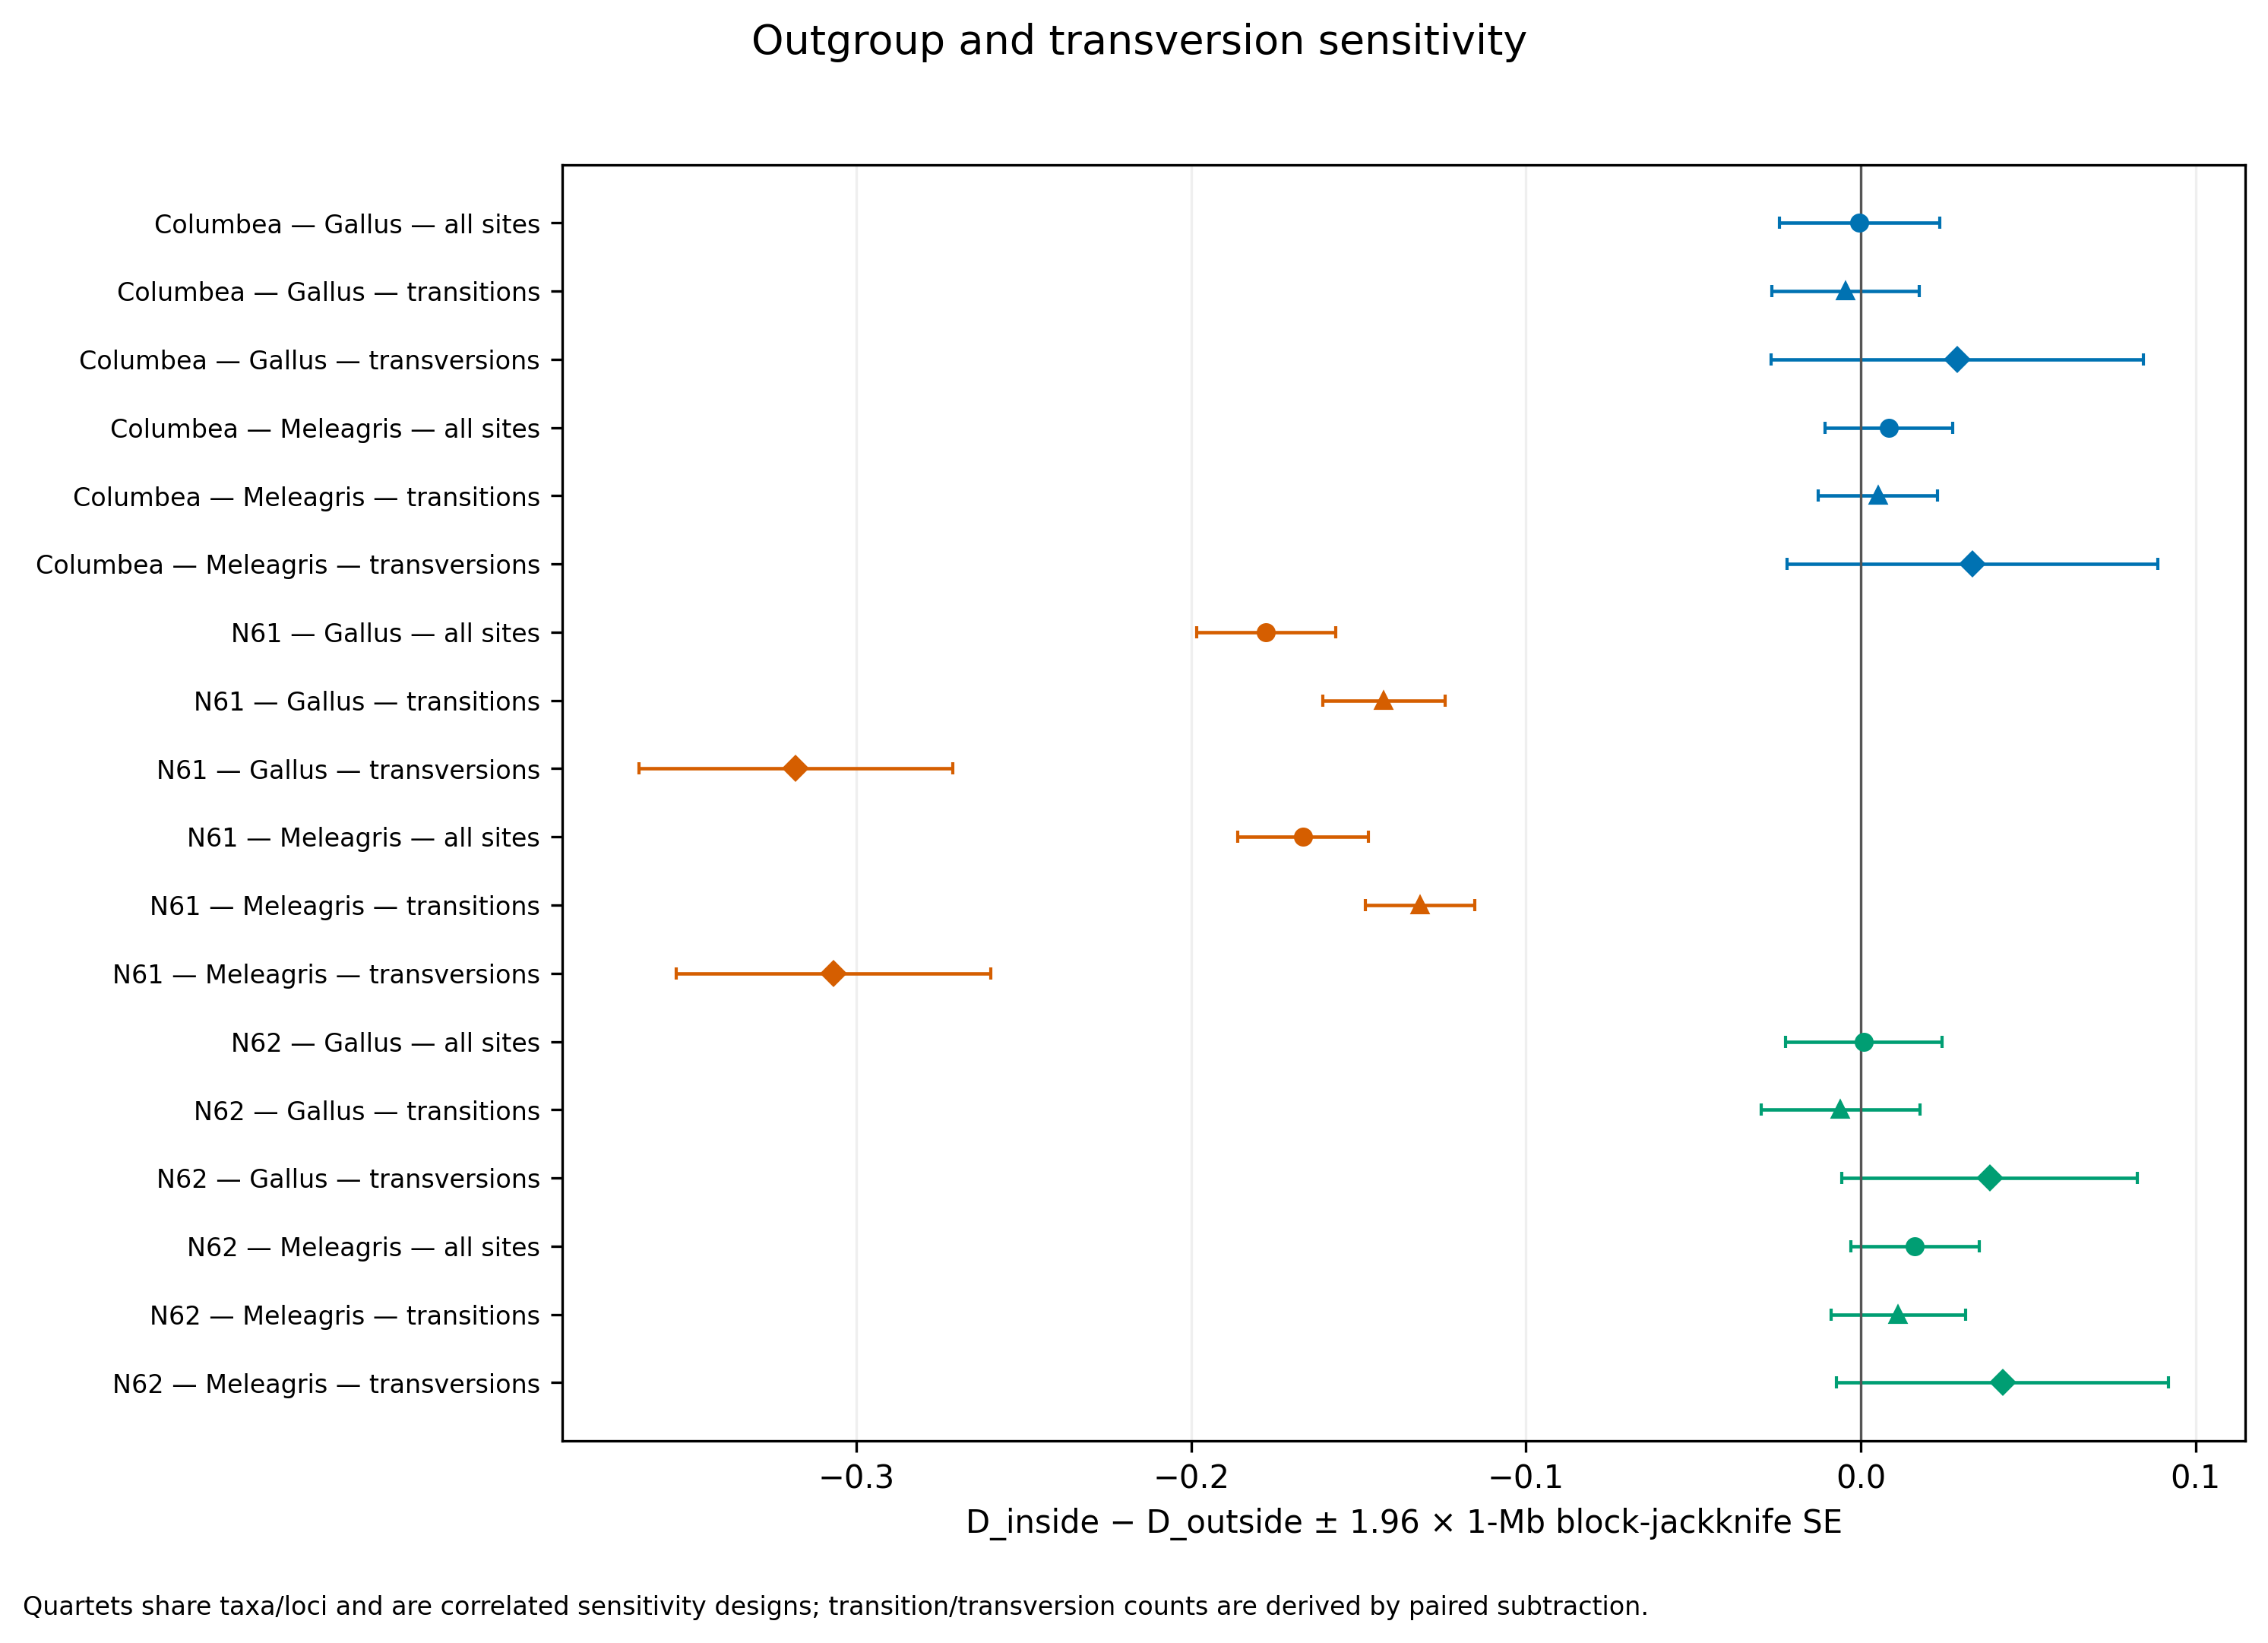 Outgroup and transversion sensitivity
Columbea — Gallus — all sites
Columbea — Gallus — transitions
Columbea — Gallus — transversions
Columbea — Meleagris — all sites
Columbea — Meleagris — transitions
Columbea — Meleagris — transversions
N61 — Gallus — all sites
N61 — Gallus — transitions
N61 — Gallus — transversions
N61 — Meleagris — all sites
N61 — Meleagris — transitions
N61 — Meleagris — transversions
N62 — Gallus — all sites
N62 — Gallus — transitions
N62 — Gallus — transversions
N62 — Meleagris — all sites
N62 — Meleagris — transitions
N62 — Meleagris — transversions
−0.3 −0.2 −0.1 0.0 0.1
D_inside − D_outside ± 1.96 × 1-Mb block-jackknife SE
Quartets share taxa/loci and are correlated sensitivity designs; transition/transversion counts are derived by paired subtraction.